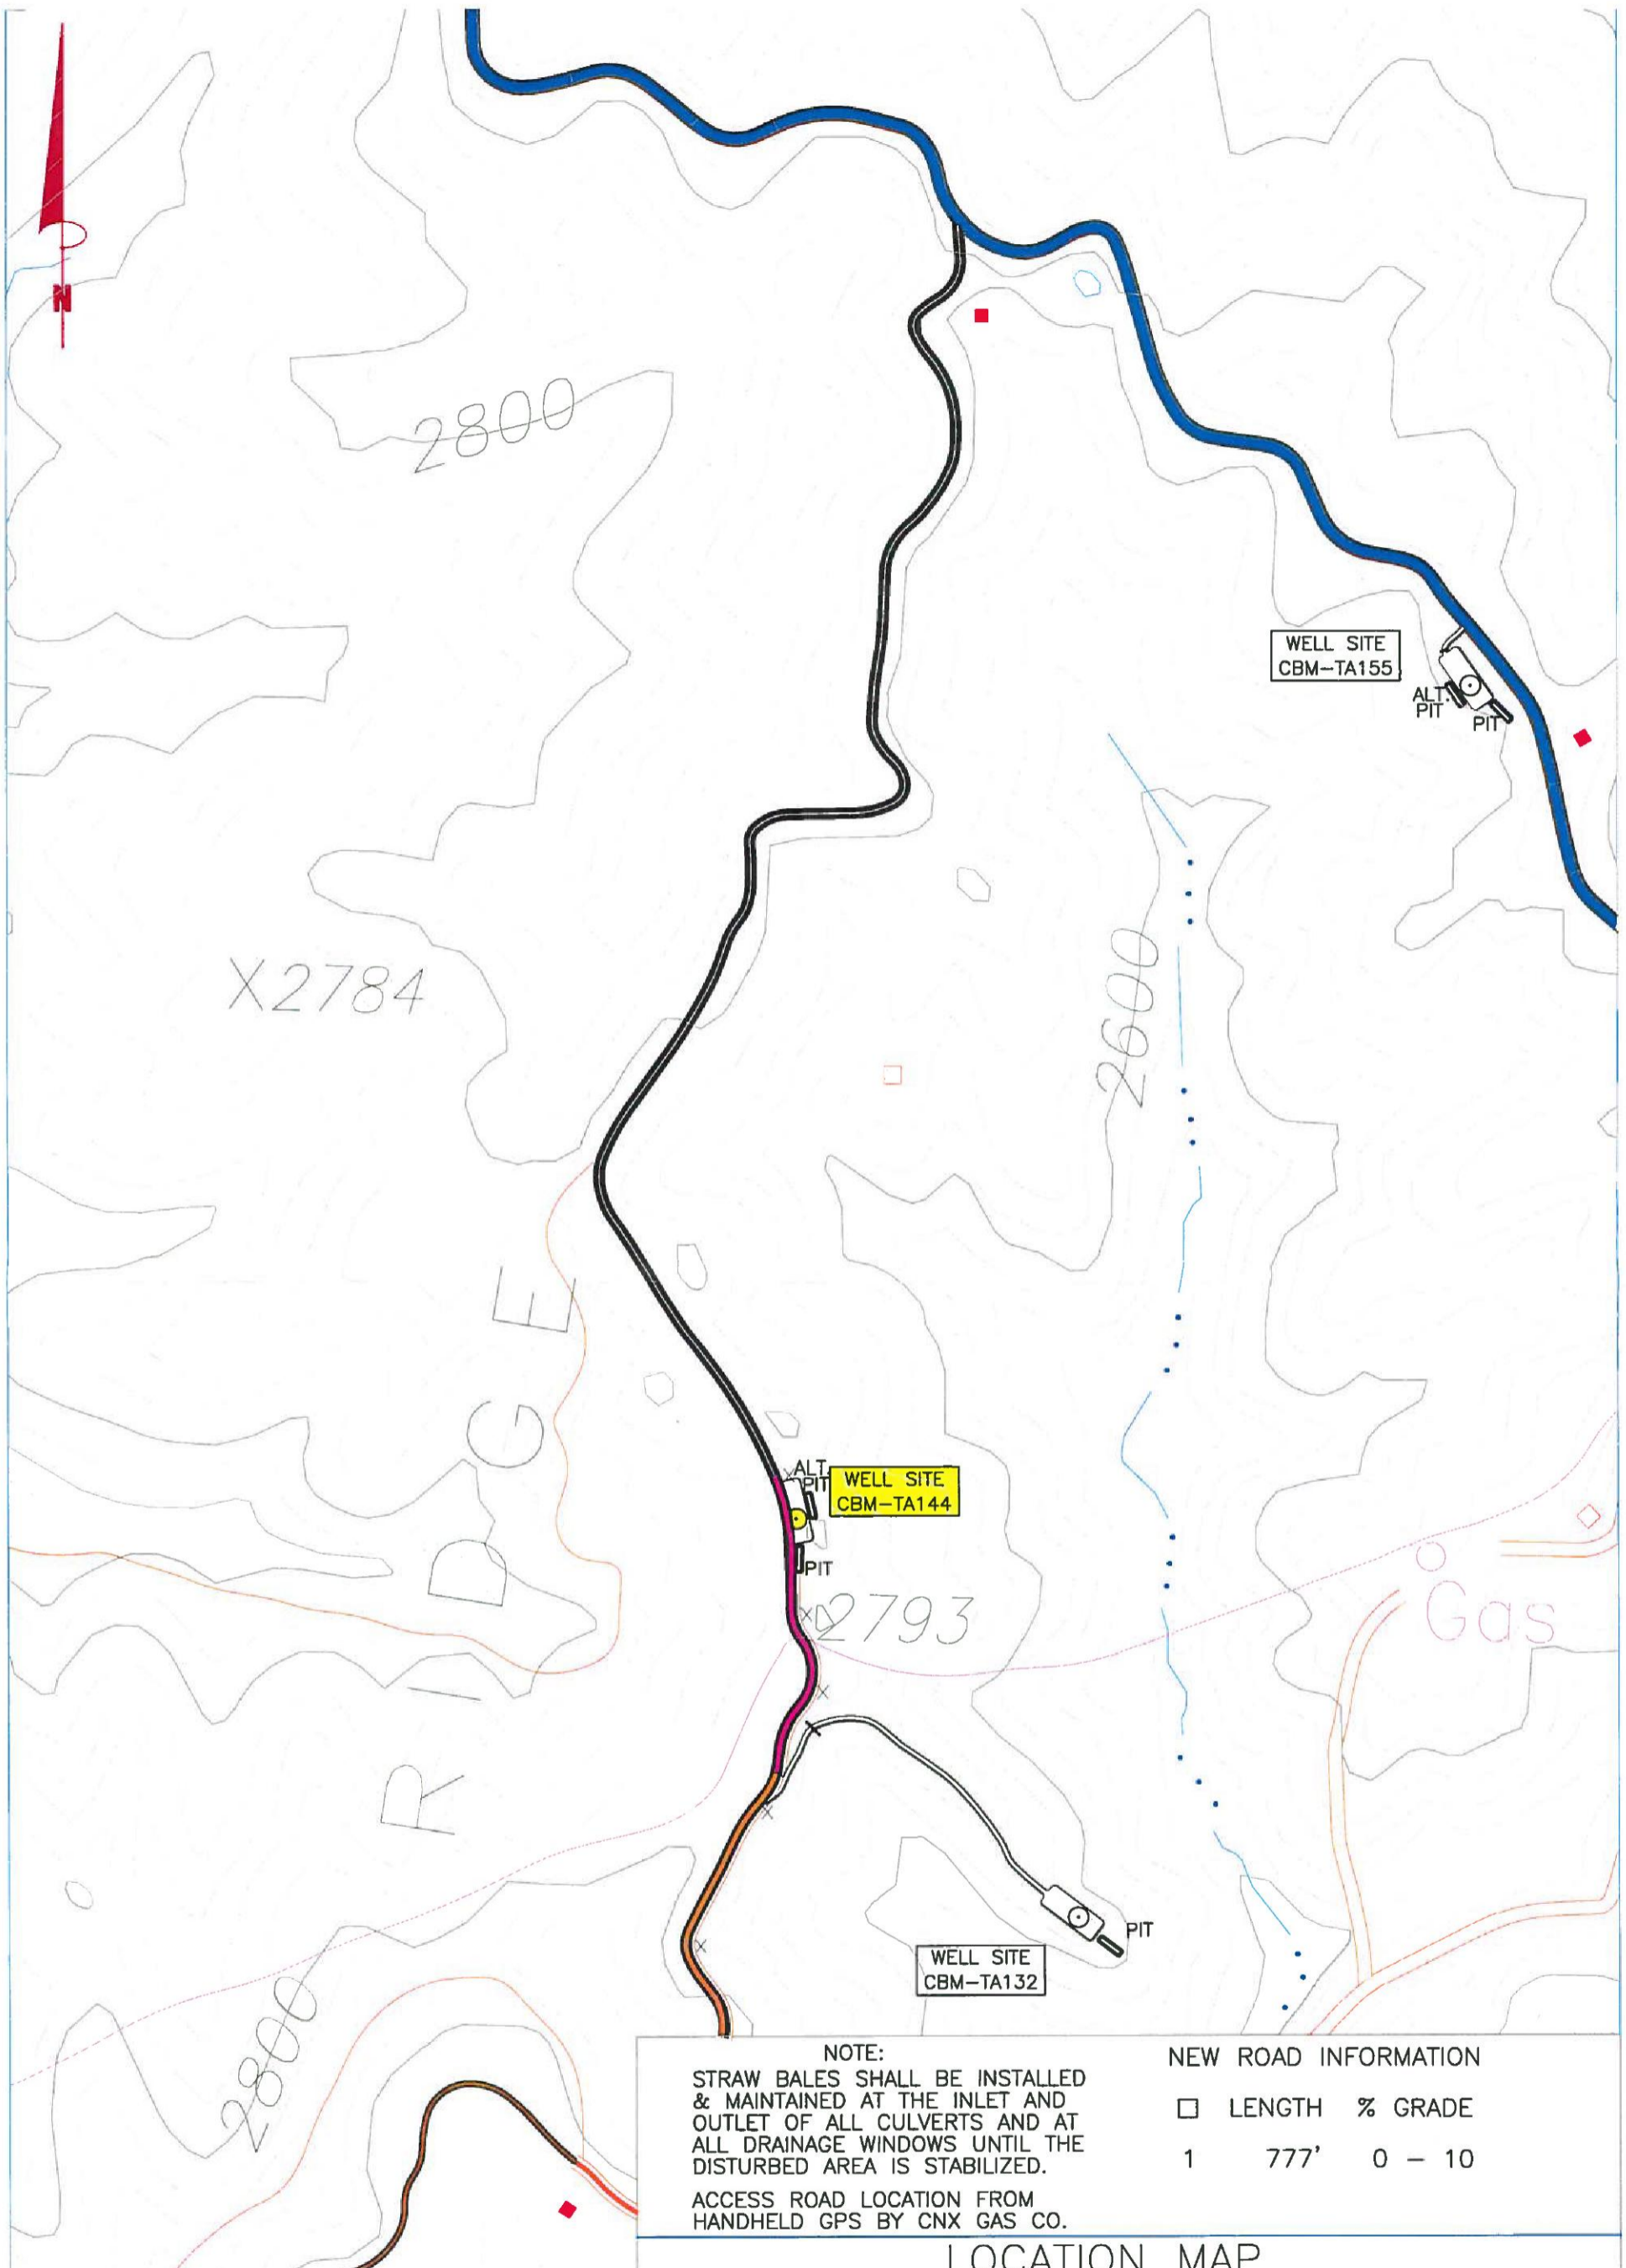 N
2800
WELL SITE
CBM-TA155
ALT.
PIT
PIT
X2784
2600
RIDGE
ALT.
PIT
WELL SITE
CBM-TA144
PIT
2793
Gas
PIT
WELL SITE
CBM-TA132
2800
NOTE:
STRAW BALES SHALL BE INSTALLED
& MAINTAINED AT THE INLET AND
OUTLET OF ALL CULVERTS AND AT
ALL DRAINAGE WINDOWS UNTIL THE
DISTURBED AREA IS STABILIZED.
ACCESS ROAD LOCATION FROM
HANDHELD GPS BY CNX GAS CO.
NEW ROAD INFORMATION
□ LENGTH % GRADE
1 777' 0 - 10
LOCATION MAP